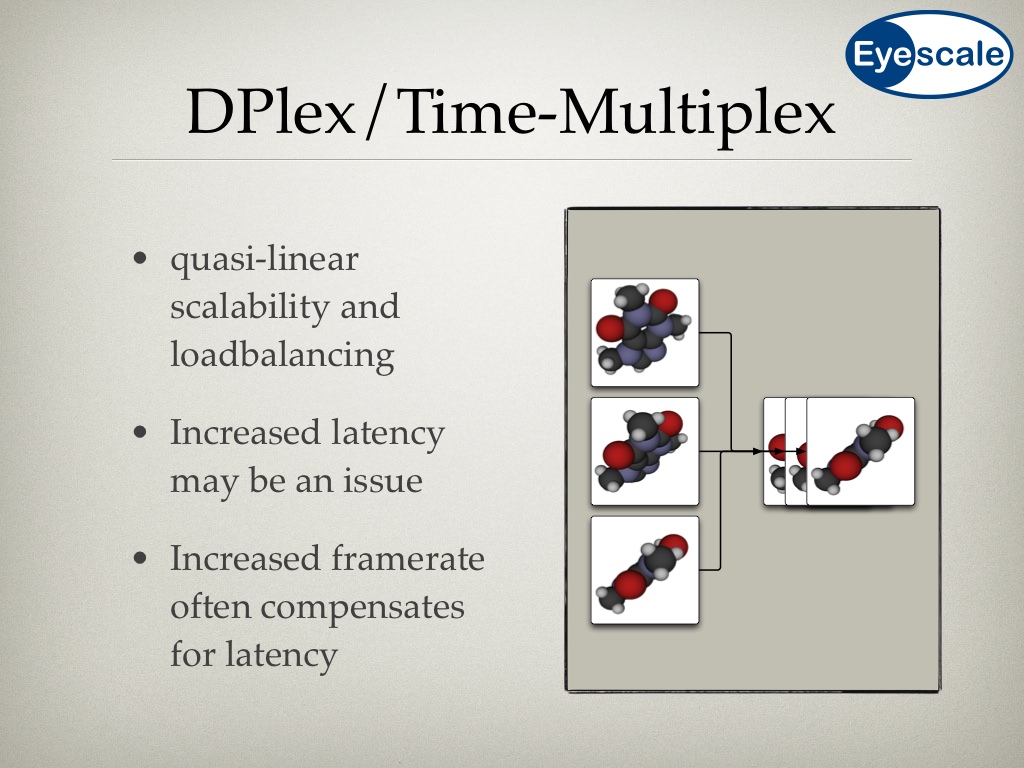 Eyescale
DPlex/Time-Multiplex
• quasi-linear
scalability and
loadbalancing
• Increased latency
may be an issue
• Increased framerate
often compensates
for latency